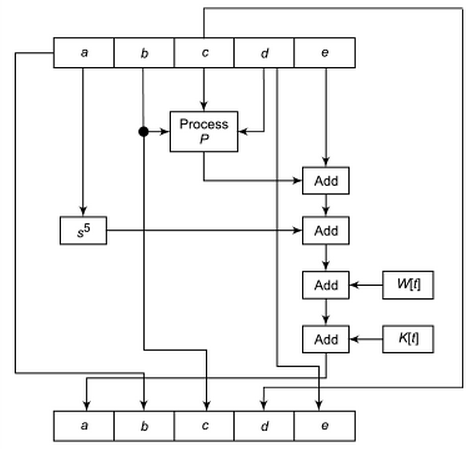 a b c d e
Process
P
Add
s5 Add
Add W[t]
Add K[t]
a b c d e